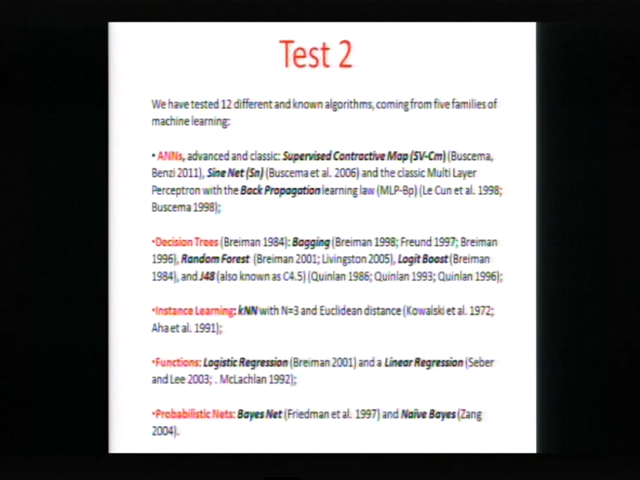 Test 2
We have tested 12 different and known algorithms, coming from five families of
machine learning:
• ANNs, advanced and classic: Supervised Contractive Map (SV-Cm) (Buscema,
Benzi 2011), Sine Net (Sn) (Buscema et al. 2006) and the classic Multi Layer
Perceptron with the Back Propagation learning law (MLP-Bp) (Le Cun et al. 1998;
Buscema 1998);
•Decision Trees (Breiman 1984): Bagging (Breiman 1998; Freund 1997; Breiman
1996), Random Forest (Breiman 2001; Livingston 2005), Logit Boost (Breiman
1984), and J48 (also known as C4.5) (Quinlan 1986; Quinlan 1993; Quinlan 1996);
•Instance Learning: kNN with N=3 and Euclidean distance (Kowalski et al. 1972;
Aha et al. 1991);
•Functions: Logistic Regression (Breiman 2001) and a Linear Regression (Seber
and Lee 2003; . McLachlan 1992);
•Probabilistic Nets: Bayes Net (Friedman et al. 1997) and Naïve Bayes (Zang
2004).